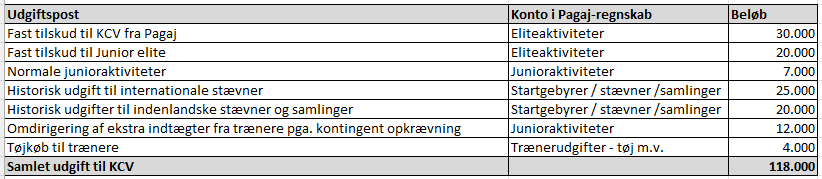 Udgiftspost Konto i Pagaj-regnskab Beløb
Fast tilskud til KCV fra Pagaj Eliteaktiviteter 30.000
Fast tilskud til Junior elite Eliteaktiviteter 20.000
Normale junioraktiviteter Junioraktiviteter 7.000
Historisk udgift til internationale stævner Startgebyrer / stævner /samlinger 25.000
Historisk udgifter til indenlandske stævner og samlinger Startgebyrer / stævner /samlinger 20.000
Omdirigering af ekstra indtægter fra trænere pga. kontingent opkrævning Junioraktiviteter 12.000
Tøjkøb til trænere Trænerudgifter - tøj m.v. 4.000
Samlet udgift til KCV 118.000